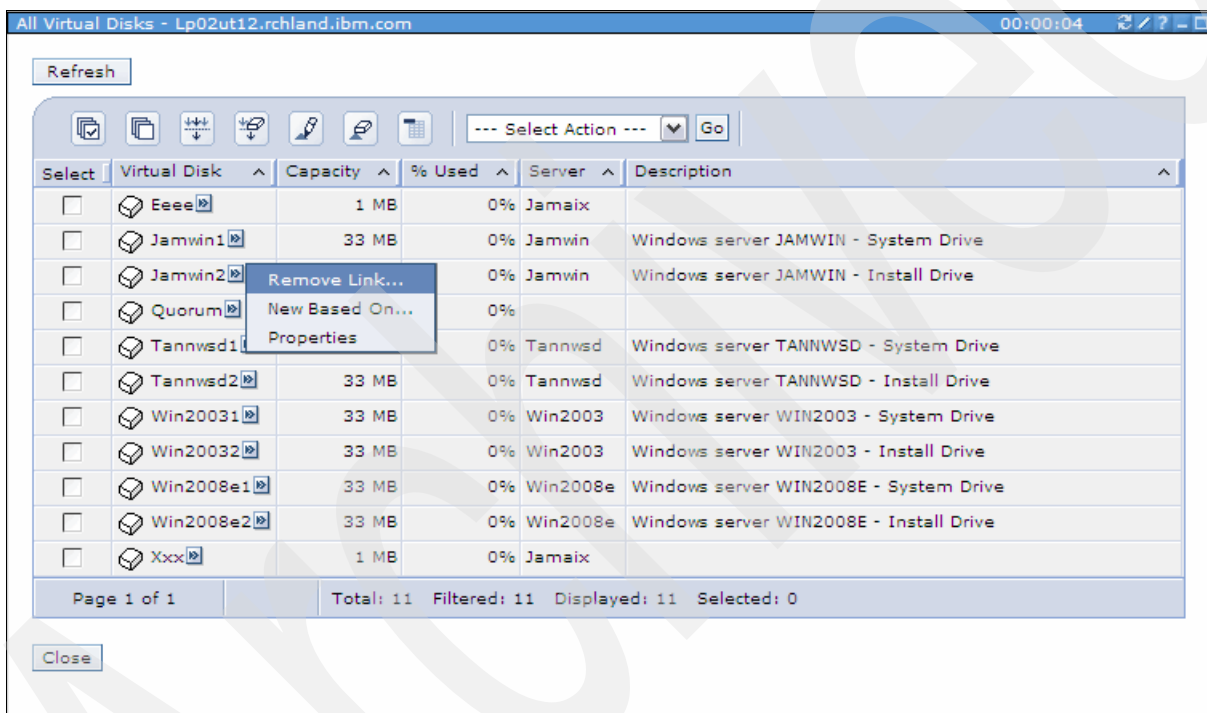 All Virtual Disks - Lp02ut12.rchland.ibm.com 00:00:04
Refresh
--- Select Action --- Go
Select Virtual Disk Capacity % Used Server Description
Eeee 1 MB 0% Jamaix
Jamwin1 33 MB 0% Jamwin Windows server JAMWIN - System Drive
Jamwin2 0% Jamwin Windows server JAMWIN - Install Drive
Remove Link...
Quorum 0%
New Based On...
Tannwsd1 0% Tannwsd Windows server TANNWSD - System Drive
Properties
Tannwsd2 33 MB 0% Tannwsd Windows server TANNWSD - Install Drive
Win20031 33 MB 0% Win2003 Windows server WIN2003 - System Drive
Win20032 33 MB 0% Win2003 Windows server WIN2003 - Install Drive
Win2008e1 33 MB 0% Win2008e Windows server WIN2008E - System Drive
Win2008e2 33 MB 0% Win2008e Windows server WIN2008E - Install Drive
Xxx 1 MB 0% Jamaix
Page 1 of 1 Total: 11 Filtered: 11 Displayed: 11 Selected: 0
Close